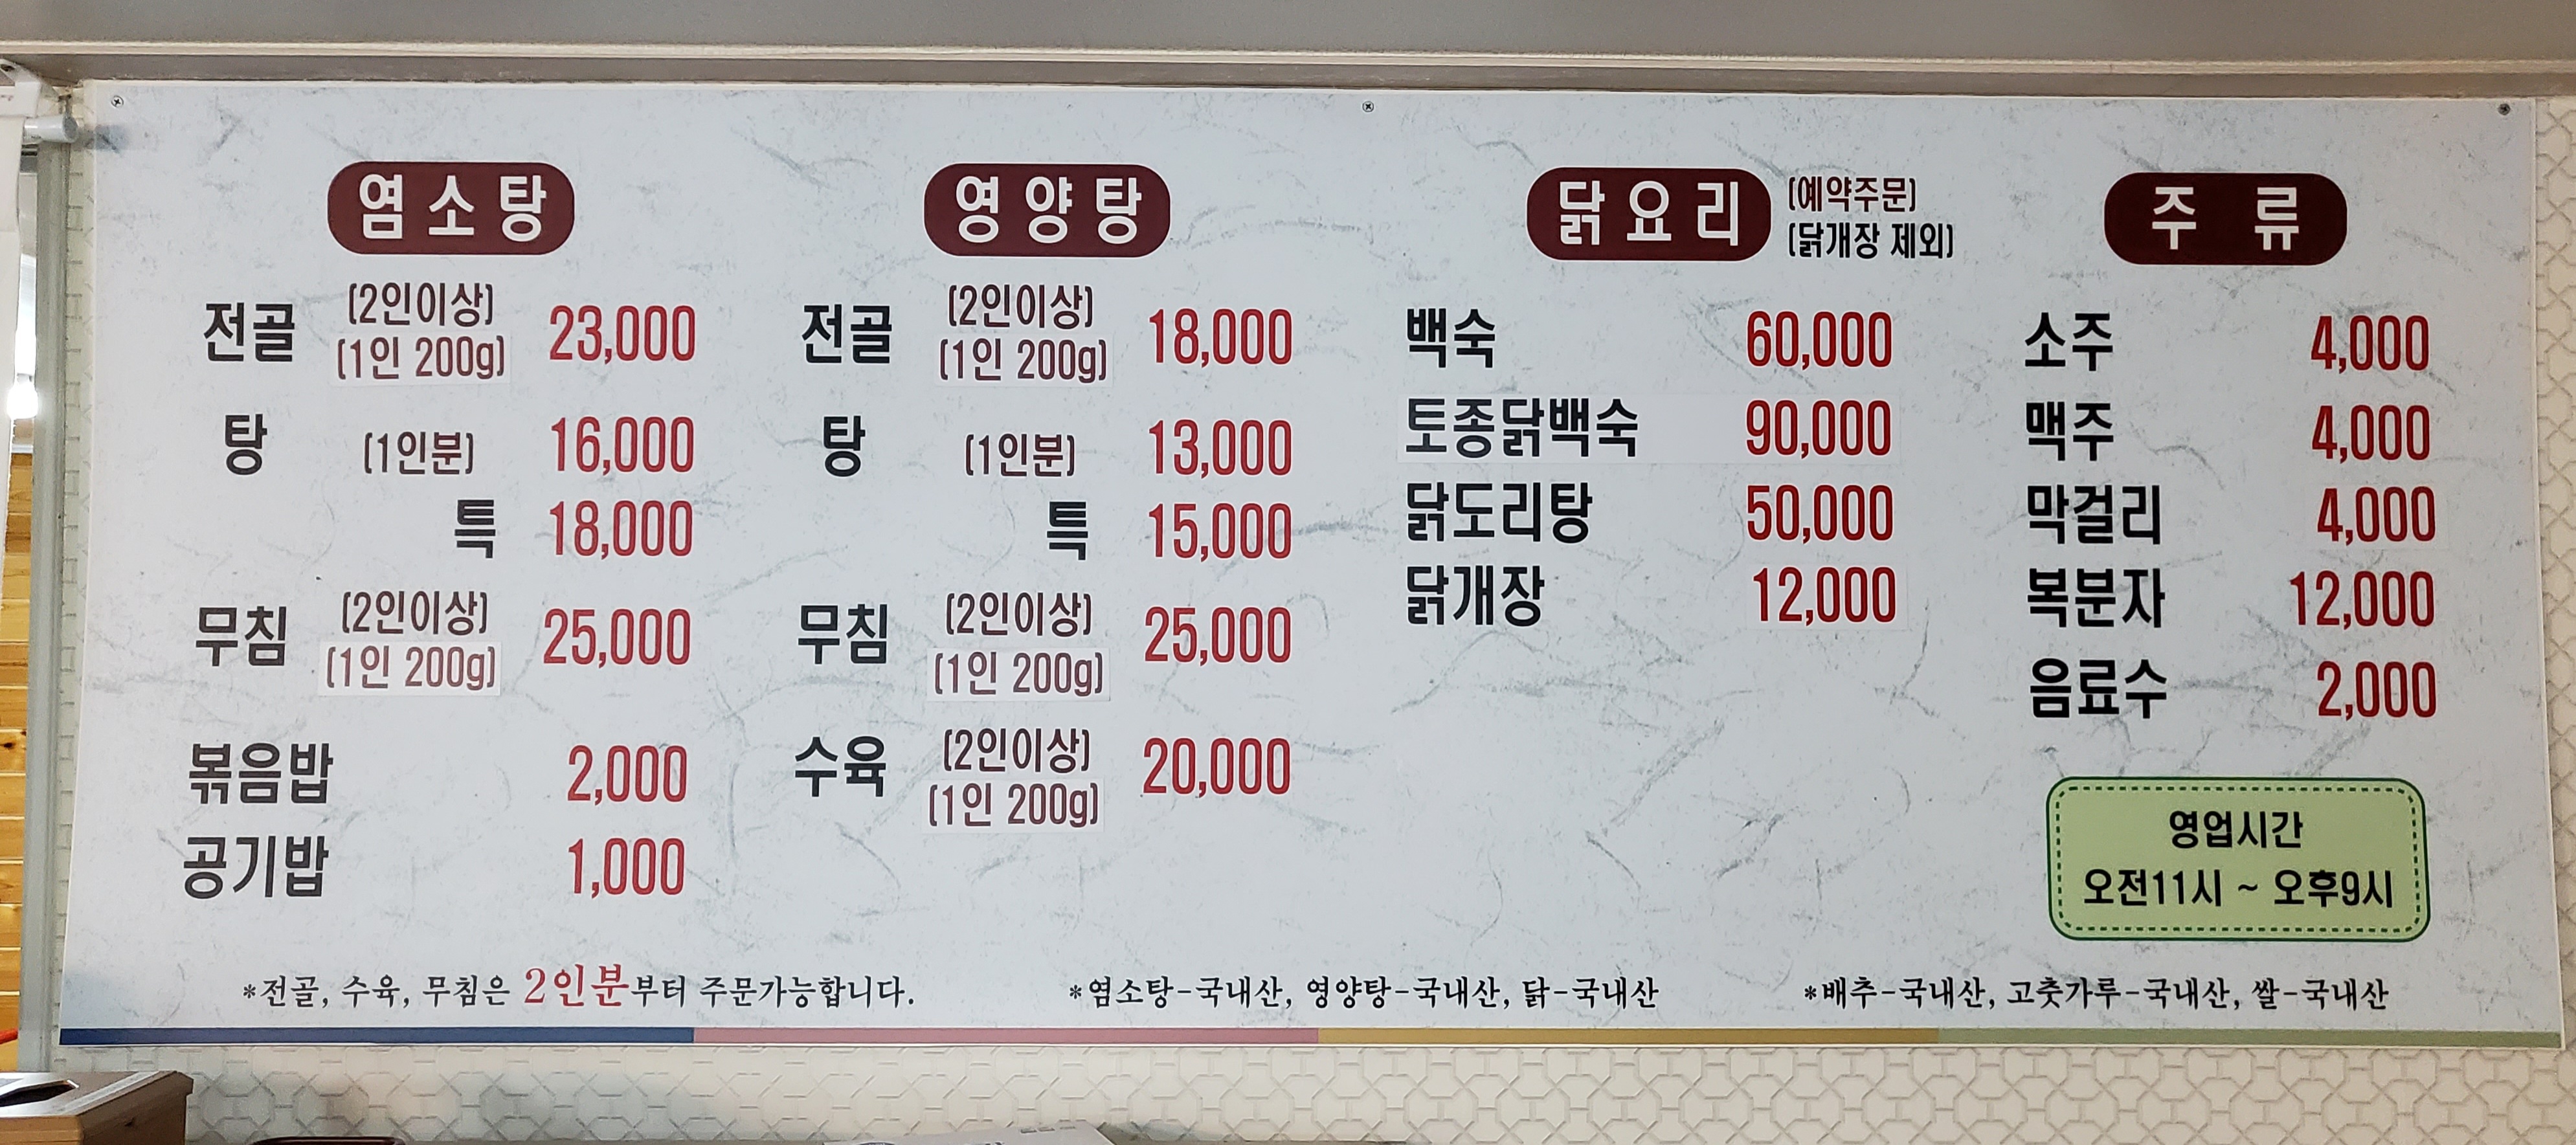 염소탕
전골 (2인이상) (1인 200g) 23,000
탕 (1인분) 16,000
특 18,000
무침 (2인이상) (1인 200g) 25,000
볶음밥 2,000
공기밥 1,000
영양탕
전골 (2인이상) (1인 200g) 18,000
탕 (1인분) 13,000
특 15,000
무침 (2인이상) (1인 200g) 25,000
수육 (2인이상) (1인 200g) 20,000
닭요리 (예약주문) (닭개장 제외)
백숙 60,000
토종닭백숙 90,000
닭도리탕 50,000
닭개장 12,000
주류
소주 4,000
맥주 4,000
막걸리 4,000
복분자 12,000
음료수 2,000
영업시간
오전11시 ~ 오후9시
*전골, 수육, 무침은 2인분부터 주문가능합니다.
*염소탕-국내산, 영양탕-국내산, 닭-국내산
*배추-국내산, 고춧가루-국내산, 쌀-국내산